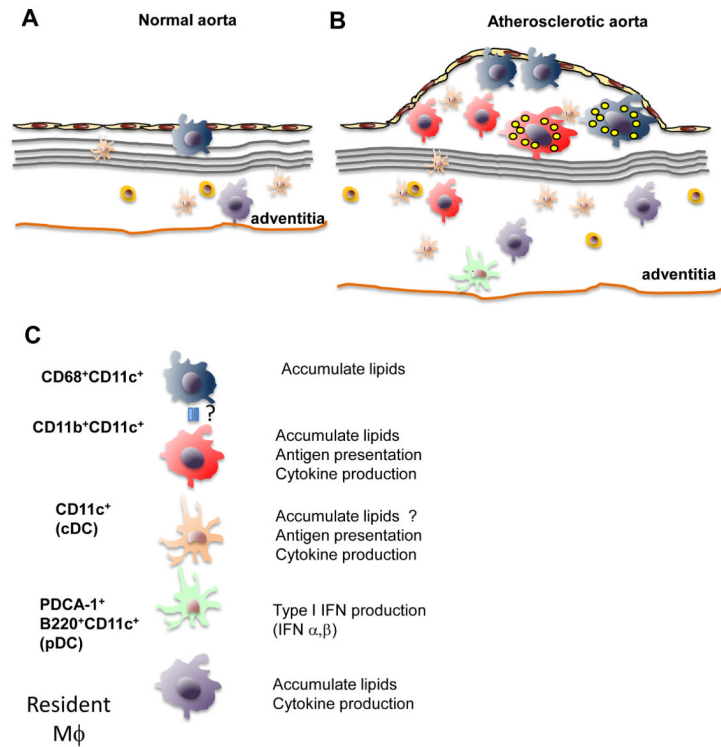 A
Normal aorta
B
Atherosclerotic aorta
adventitia
adventitia
C
CD68⁺CD11c⁺
Accumulate lipids
?
CD11b⁺CD11c⁺
Accumulate lipids
Antigen presentation
Cytokine production
CD11c⁺
(cDC)
Accumulate lipids ?
Antigen presentation
Cytokine production
PDCA-1⁺
B220⁺CD11c⁺
(pDC)
Type I IFN production
(IFN α,β)
Resident
Mϕ
Accumulate lipids
Cytokine production